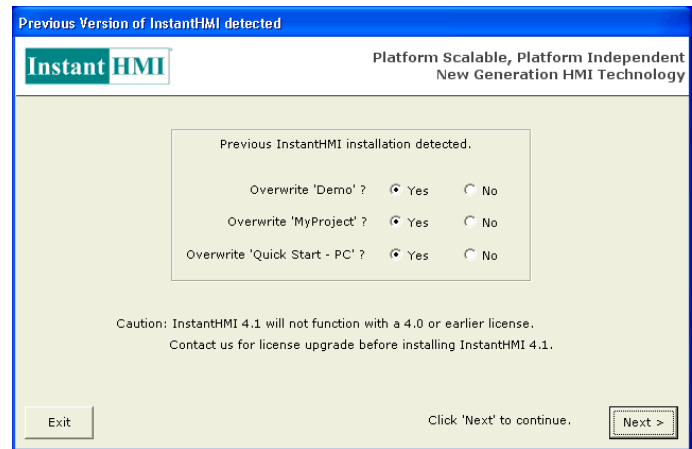 Previous Version of InstantHMI detected
Instant HMI
Platform Scalable, Platform Independent
New Generation HMI Technology
Previous InstantHMI installation detected.
Overwrite 'Demo' ? Yes No
Overwrite 'MyProject' ? Yes No
Overwrite 'Quick Start - PC' ? Yes No
Caution: InstantHMI 4.1 will not function with a 4.0 or earlier license.
Contact us for license upgrade before installing InstantHMI 4.1.
Exit Click 'Next' to continue. Next >